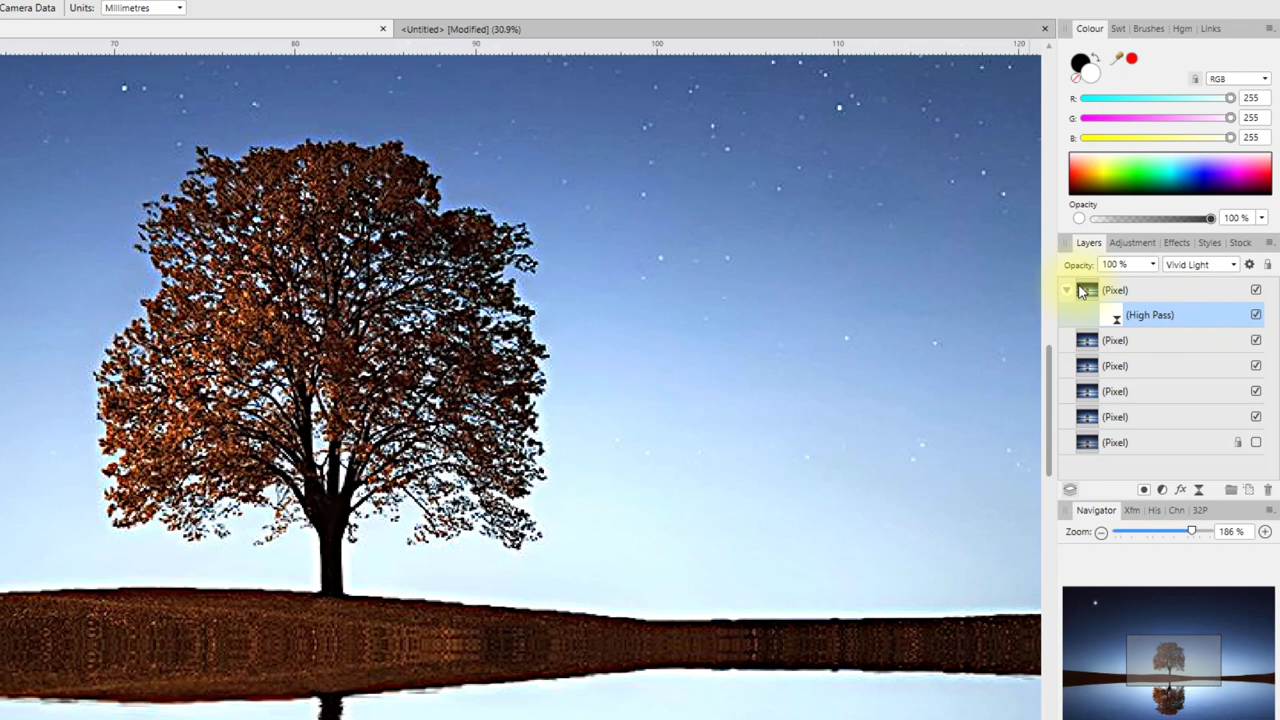 Camera Data Units: Millimetres
<Untitled> [Modified] (30.9%)
70 80 90 100 110 120
Colour Swt Brushes Hgm Links
RGB
R: 255
G: 255
B: 255
Opacity
100 %
Layers Adjustment Effects Styles Stock
Opacity: 100 % Vivid Light
(Pixel)
(High Pass)
(Pixel)
(Pixel)
(Pixel)
(Pixel)
(Pixel)
fx
Navigator Xfm His Chn 32P
Zoom: 186 %